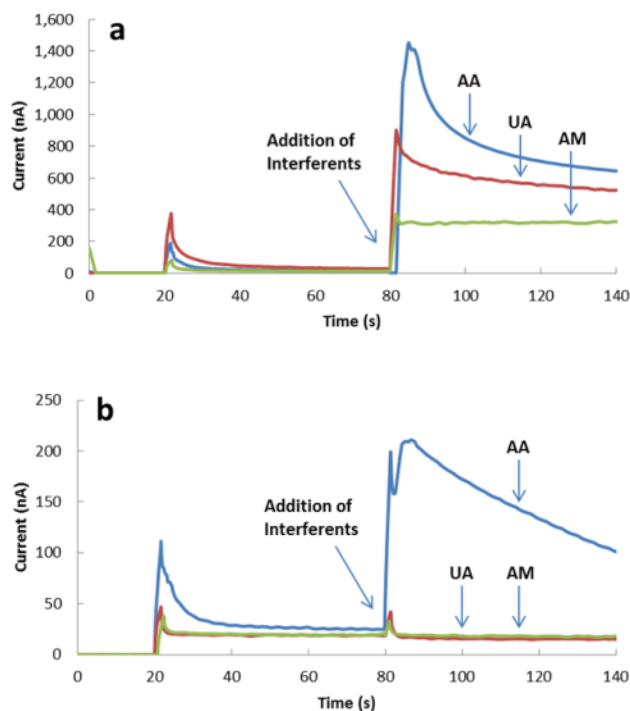 a
1,600
1,400
1,200
1,000
800
600
400
200
0
Current (nA)
Addition of
Interferents
AA
UA
AM
0 20 40 60 80 100 120 140
Time (s)
b
250
200
150
100
50
0
Current (nA)
Addition of
Interferents
AA
UA AM
0 20 40 60 80 100 120 140
Time (s)